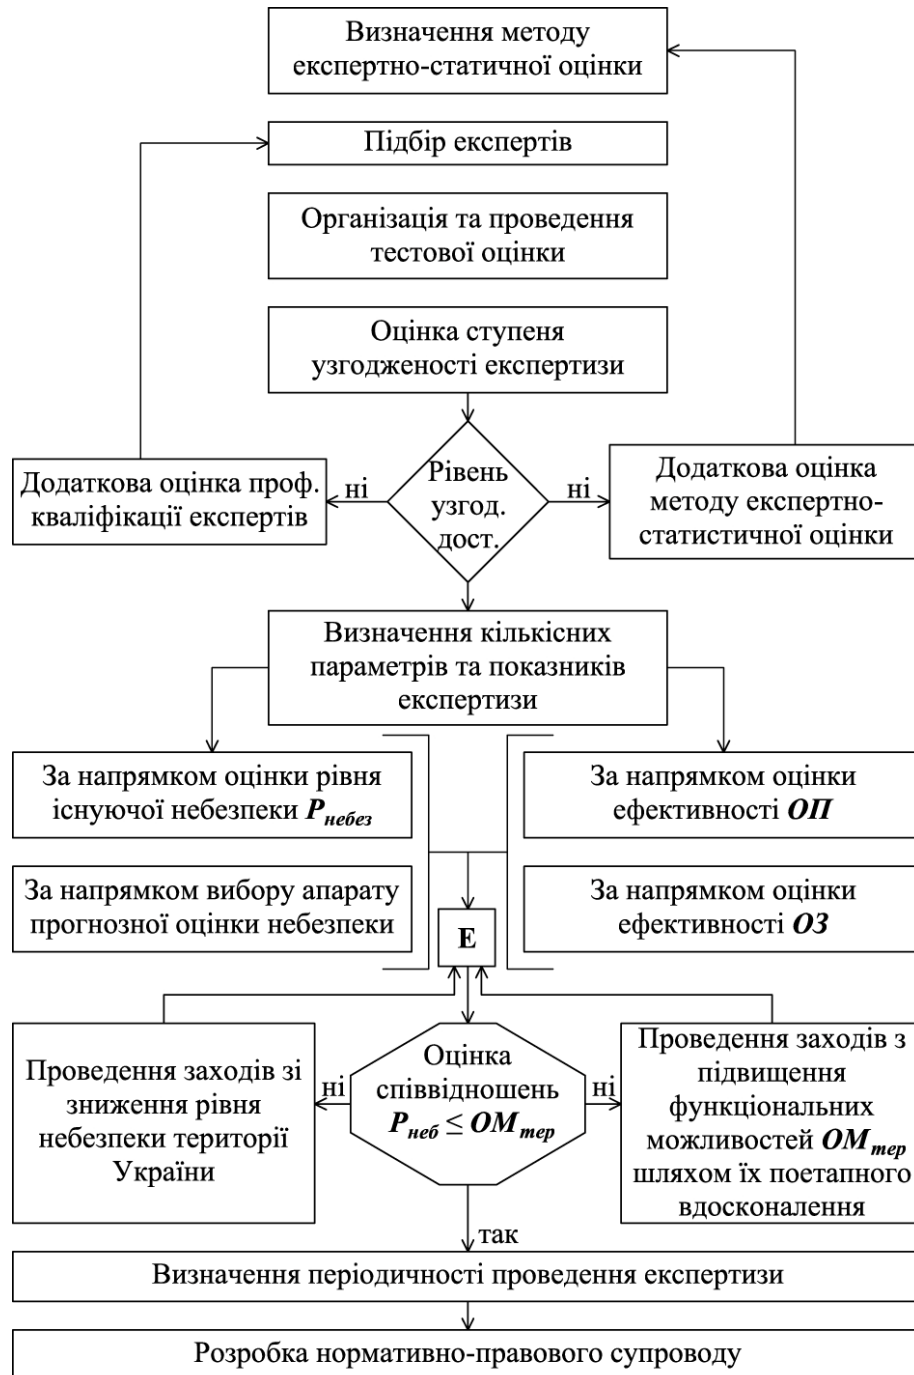 Визначення методу
експертно-статичної оцінки
Підбір експертів
Організація та проведення
тестової оцінки
Оцінка ступеня
узгодженості експертизи
Додаткова оцінка проф.
кваліфікації експертів
ні
Рівень
узгод.
дост.
ні
Додаткова оцінка
методу експертно-
статистичної оцінки
Визначення кількісних
параметрів та показників
експертизи
За напрямком оцінки рівня
існуючої небезпеки Pнебез
За напрямком оцінки
ефективності ОП
За напрямком вибору апарату
прогнозної оцінки небезпеки
За напрямком оцінки
ефективності ОЗ
Е
Проведення заходів зі
зниження рівня
небезпеки території
України
ні
Оцінка
співвідношень
Pнеб ≤ ОМтер
ні
Проведення заходів з
підвищення
функціональних
можливостей ОМтер
шляхом їх поетапного
вдосконалення
так
Визначення періодичності проведення експертизи
Розробка нормативно-правового супроводу